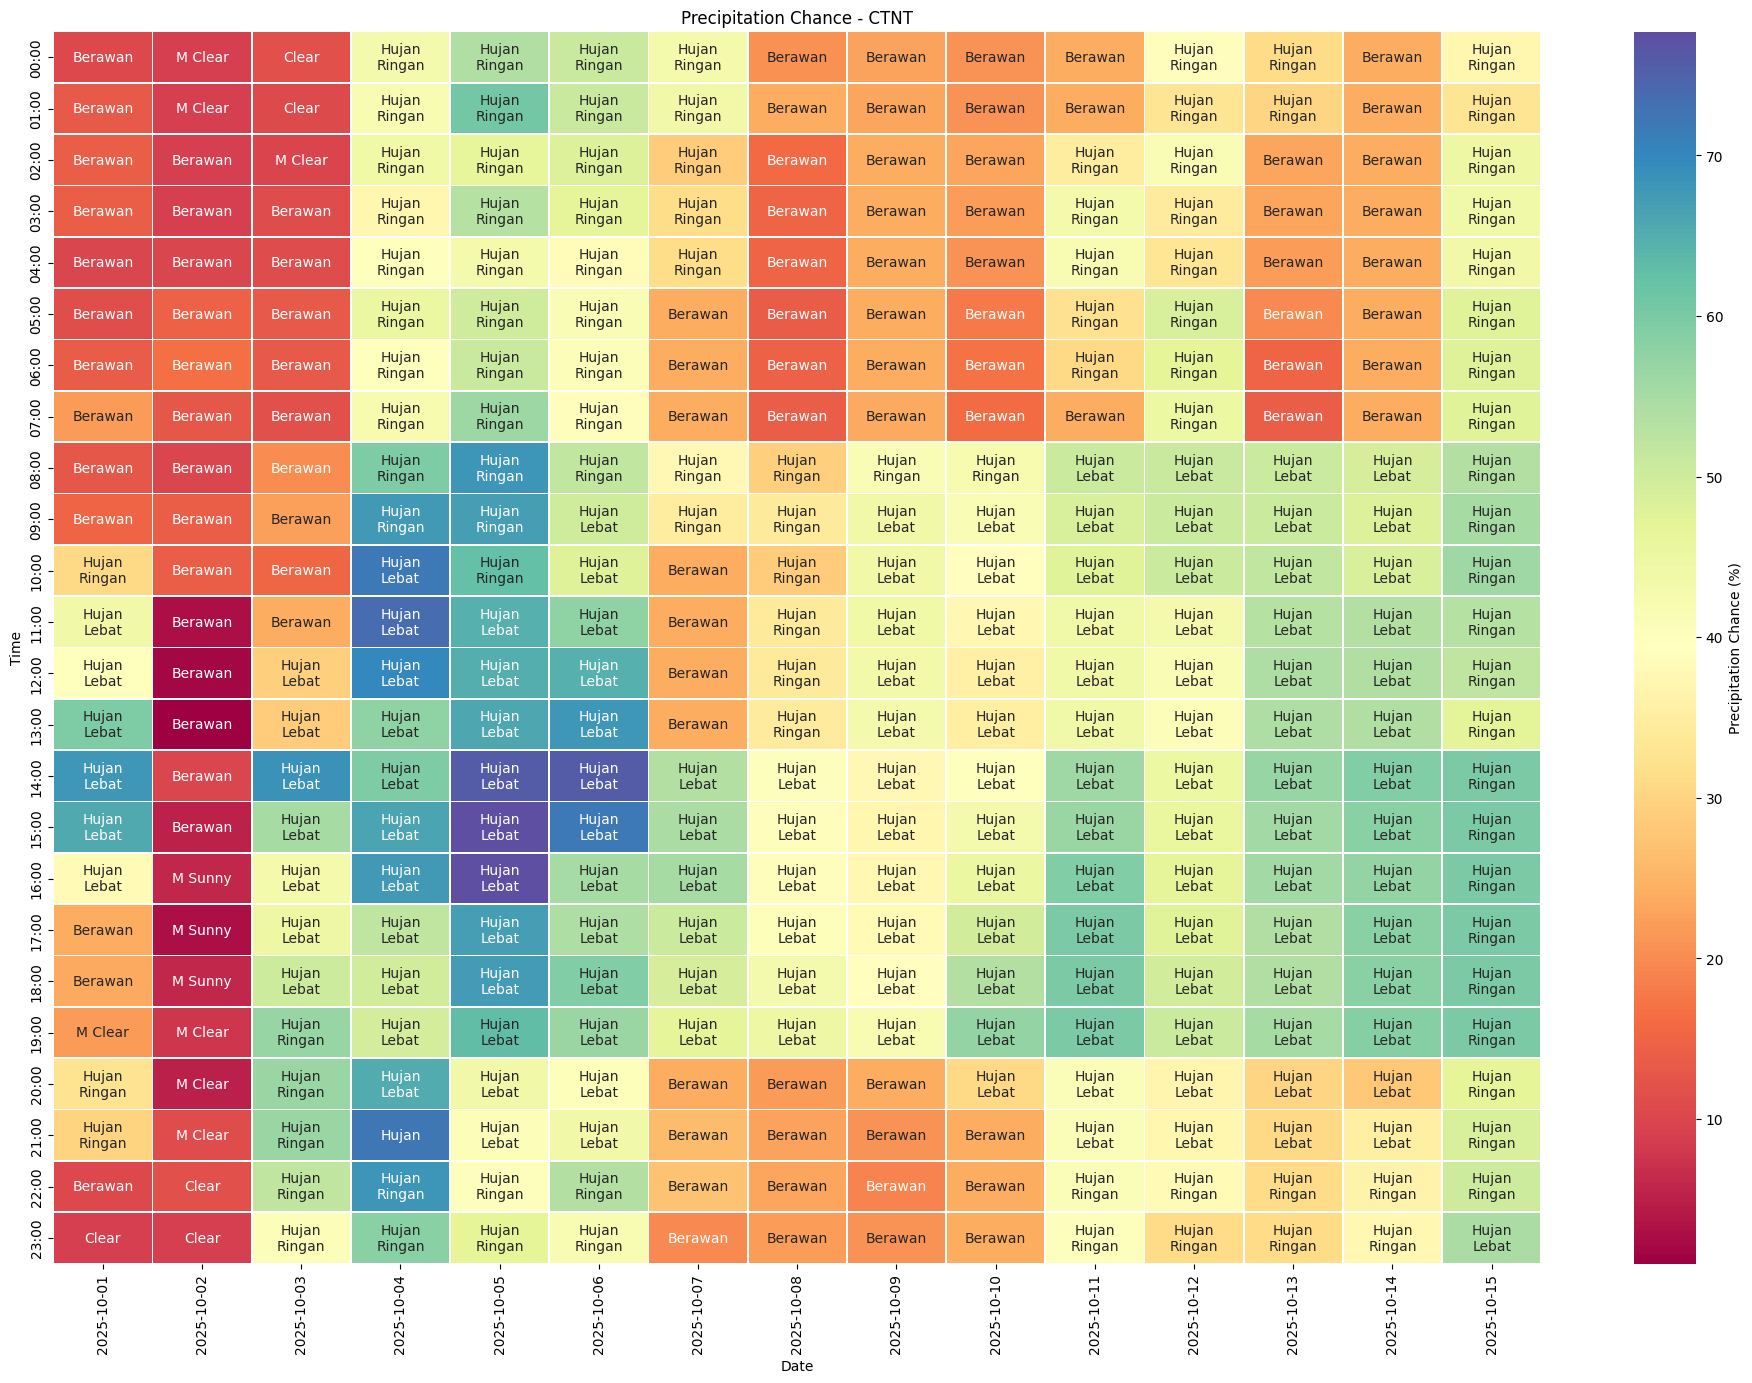 Precipitation Chance - CTNT
00:00 Berawan M Clear Clear Hujan Ringan Hujan Ringan Hujan Ringan Hujan Ringan Berawan Berawan Berawan Berawan Hujan Ringan Hujan Ringan Berawan Hujan Ringan
01:00 Berawan M Clear Clear Hujan Ringan Hujan Ringan Hujan Ringan Hujan Ringan Berawan Berawan Berawan Berawan Hujan Ringan Hujan Ringan Berawan Hujan Ringan
02:00 Berawan Berawan M Clear Hujan Ringan Hujan Ringan Hujan Ringan Hujan Ringan Berawan Berawan Berawan Hujan Ringan Hujan Ringan Berawan Berawan Hujan Ringan
03:00 Berawan Berawan Berawan Hujan Ringan Hujan Ringan Hujan Ringan Hujan Ringan Berawan Berawan Berawan Hujan Ringan Hujan Ringan Berawan Berawan Hujan Ringan
04:00 Berawan Berawan Berawan Hujan Ringan Hujan Ringan Hujan Ringan Hujan Ringan Berawan Berawan Berawan Hujan Ringan Hujan Ringan Berawan Berawan Hujan Ringan
05:00 Berawan Berawan Berawan Hujan Ringan Hujan Ringan Hujan Ringan Berawan Berawan Berawan Berawan Hujan Ringan Hujan Ringan Berawan Berawan Hujan Ringan
06:00 Berawan Berawan Berawan Hujan Ringan Hujan Ringan Hujan Ringan Berawan Berawan Berawan Berawan Hujan Ringan Hujan Ringan Berawan Berawan Hujan Ringan
07:00 Berawan Berawan Berawan Hujan Ringan Hujan Ringan Hujan Ringan Berawan Berawan Berawan Berawan Berawan Hujan Ringan Berawan Berawan Hujan Ringan
08:00 Berawan Berawan Berawan Hujan Ringan Hujan Ringan Hujan Ringan Hujan Ringan Hujan Ringan Hujan Ringan Hujan Ringan Hujan Lebat Hujan Lebat Hujan Lebat Hujan Lebat Hujan Ringan
09:00 Berawan Berawan Berawan Hujan Ringan Hujan Ringan Hujan Lebat Hujan Ringan Hujan Ringan Hujan Lebat Hujan Lebat Hujan Lebat Hujan Lebat Hujan Lebat Hujan Lebat Hujan Ringan
10:00 Hujan Ringan Berawan Berawan Hujan Lebat Hujan Ringan Hujan Lebat Berawan Hujan Ringan Hujan Lebat Hujan Lebat Hujan Lebat Hujan Lebat Hujan Lebat Hujan Lebat Hujan Ringan
11:00 Hujan Lebat Berawan Berawan Hujan Lebat Hujan Lebat Hujan Lebat Berawan Hujan Ringan Hujan Lebat Hujan Lebat Hujan Lebat Hujan Lebat Hujan Lebat Hujan Lebat Hujan Ringan
12:00 Hujan Lebat Berawan Hujan Lebat Hujan Lebat Hujan Lebat Hujan Lebat Berawan Hujan Ringan Hujan Lebat Hujan Lebat Hujan Lebat Hujan Lebat Hujan Lebat Hujan Lebat Hujan Ringan
13:00 Hujan Lebat Berawan Hujan Lebat Hujan Lebat Hujan Lebat Hujan Lebat Berawan Hujan Ringan Hujan Lebat Hujan Lebat Hujan Lebat Hujan Lebat Hujan Lebat Hujan Lebat Hujan Ringan
14:00 Hujan Lebat Berawan Hujan Lebat Hujan Lebat Hujan Lebat Hujan Lebat Hujan Lebat Hujan Lebat Hujan Lebat Hujan Lebat Hujan Lebat Hujan Lebat Hujan Lebat Hujan Lebat Hujan Ringan
15:00 Hujan Lebat Berawan Hujan Lebat Hujan Lebat Hujan Lebat Hujan Lebat Hujan Lebat Hujan Lebat Hujan Lebat Hujan Lebat Hujan Lebat Hujan Lebat Hujan Lebat Hujan Lebat Hujan Ringan
16:00 Hujan Lebat M Sunny Hujan Lebat Hujan Lebat Hujan Lebat Hujan Lebat Hujan Lebat Hujan Lebat Hujan Lebat Hujan Lebat Hujan Lebat Hujan Lebat Hujan Lebat Hujan Lebat Hujan Ringan
17:00 Berawan M Sunny Hujan Lebat Hujan Lebat Hujan Lebat Hujan Lebat Hujan Lebat Hujan Lebat Hujan Lebat Hujan Lebat Hujan Lebat Hujan Lebat Hujan Lebat Hujan Lebat Hujan Ringan
18:00 Berawan M Sunny Hujan Lebat Hujan Lebat Hujan Lebat Hujan Lebat Hujan Lebat Hujan Lebat Hujan Lebat Hujan Lebat Hujan Lebat Hujan Lebat Hujan Lebat Hujan Lebat Hujan Ringan
19:00 M Clear M Clear Hujan Ringan Hujan Lebat Hujan Lebat Hujan Lebat Hujan Lebat Hujan Lebat Hujan Lebat Hujan Lebat Hujan Lebat Hujan Lebat Hujan Lebat Hujan Lebat Hujan Ringan
20:00 Hujan Ringan M Clear Hujan Ringan Hujan Lebat Hujan Lebat Hujan Lebat Berawan Berawan Berawan Hujan Lebat Hujan Lebat Hujan Lebat Hujan Lebat Hujan Lebat Hujan Ringan
21:00 Hujan Ringan M Clear Hujan Ringan Hujan Hujan Lebat Hujan Lebat Berawan Berawan Berawan Berawan Hujan Lebat Hujan Lebat Hujan Lebat Hujan Lebat Hujan Ringan
22:00 Berawan Clear Hujan Ringan Hujan Ringan Hujan Ringan Hujan Ringan Berawan Berawan Berawan Berawan Hujan Ringan Hujan Ringan Hujan Ringan Hujan Ringan Hujan Ringan
23:00 Clear Clear Hujan Ringan Hujan Ringan Hujan Ringan Hujan Ringan Berawan Berawan Berawan Berawan Hujan Ringan Hujan Ringan Hujan Ringan Hujan Ringan Hujan Lebat
Time
2025-10-01 2025-10-02 2025-10-03 2025-10-04 2025-10-05 2025-10-06 2025-10-07 2025-10-08 2025-10-09 2025-10-10 2025-10-11 2025-10-12 2025-10-13 2025-10-14 2025-10-15
Date
70
60
50
40
30
20
10
Precipitation Chance (%)